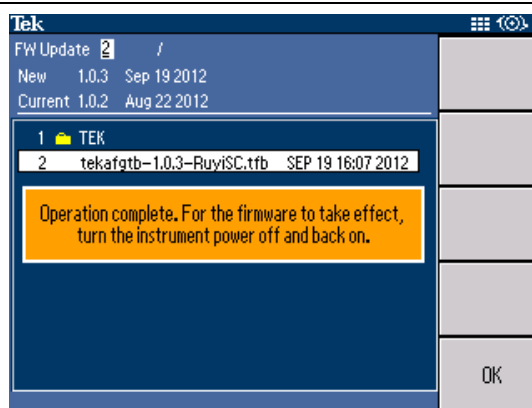 Tek
FW Update 2 /
New 1.0.3 Sep 19 2012
Current 1.0.2 Aug 22 2012
1 TEK
2 tekafgtb-1.0.3-RuyiSC.tfb SEP 19 16:07 2012
Operation complete. For the firmware to take effect,
turn the instrument power off and back on.
OK